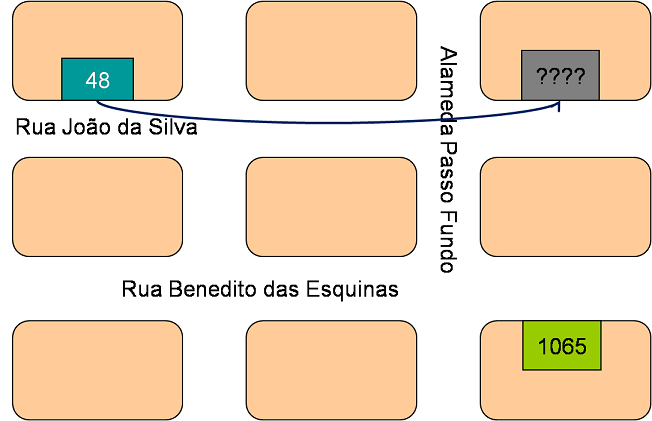 48
????
Rua João da Silva
Alameda Passo Fundo
Rua Benedito das Esquinas
1065